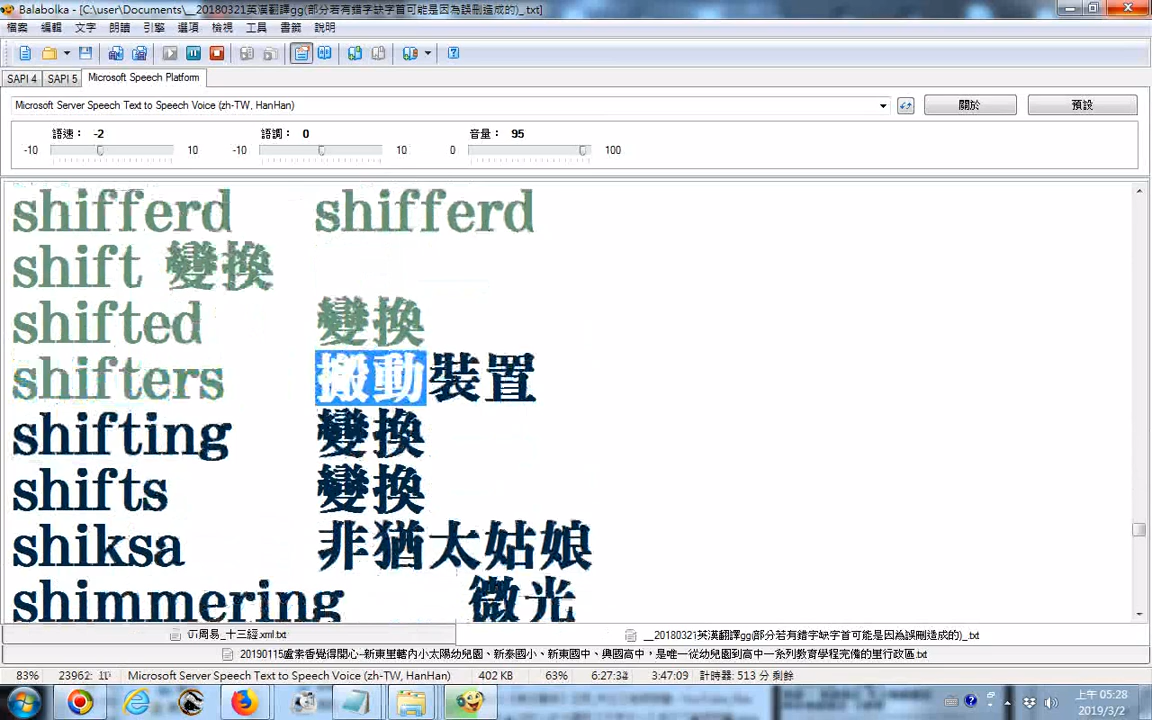 Balabolka - [C:\user\Documents\__20180321英漢翻譯gg(部分若有錯字缺字首可能是因為誤刪造成的)_.txt]
檔案 編輯 文字 朗讀 引擎 選項 檢視 工具 書籤 說明
SAPI 4 SAPI 5 Microsoft Speech Platform
Microsoft Server Speech Text to Speech Voice (zh-TW, HanHan) 關於 預設
語速： -2 語調： 0 音量： 95
-10 10 -10 10 0 100
shifferd shifferd
shift 變換
shifted 變換
shifters 搬動裝置
shifting 變換
shifts 變換
shiksa 非猶太姑娘
shimmering 微光
周易_十三經.xml.txt __20180321英漢翻譯gg(部分若有錯字缺字首可能是因為誤刪造成的)_.txt
20190115盧素香覺得開心-新東里轄內小太陽幼兒園、新泰國小、新東國中、興國高中，是唯一從幼兒園到高中一系列教育學程完備的里行政區.txt
83% 23962: Microsoft Server Speech Text to Speech Voice (zh-TW, HanHan) 402 KB 63% 6:27:34 3:47:09 計時器: 513 分 剩餘
上午 05:28
2019/3/2